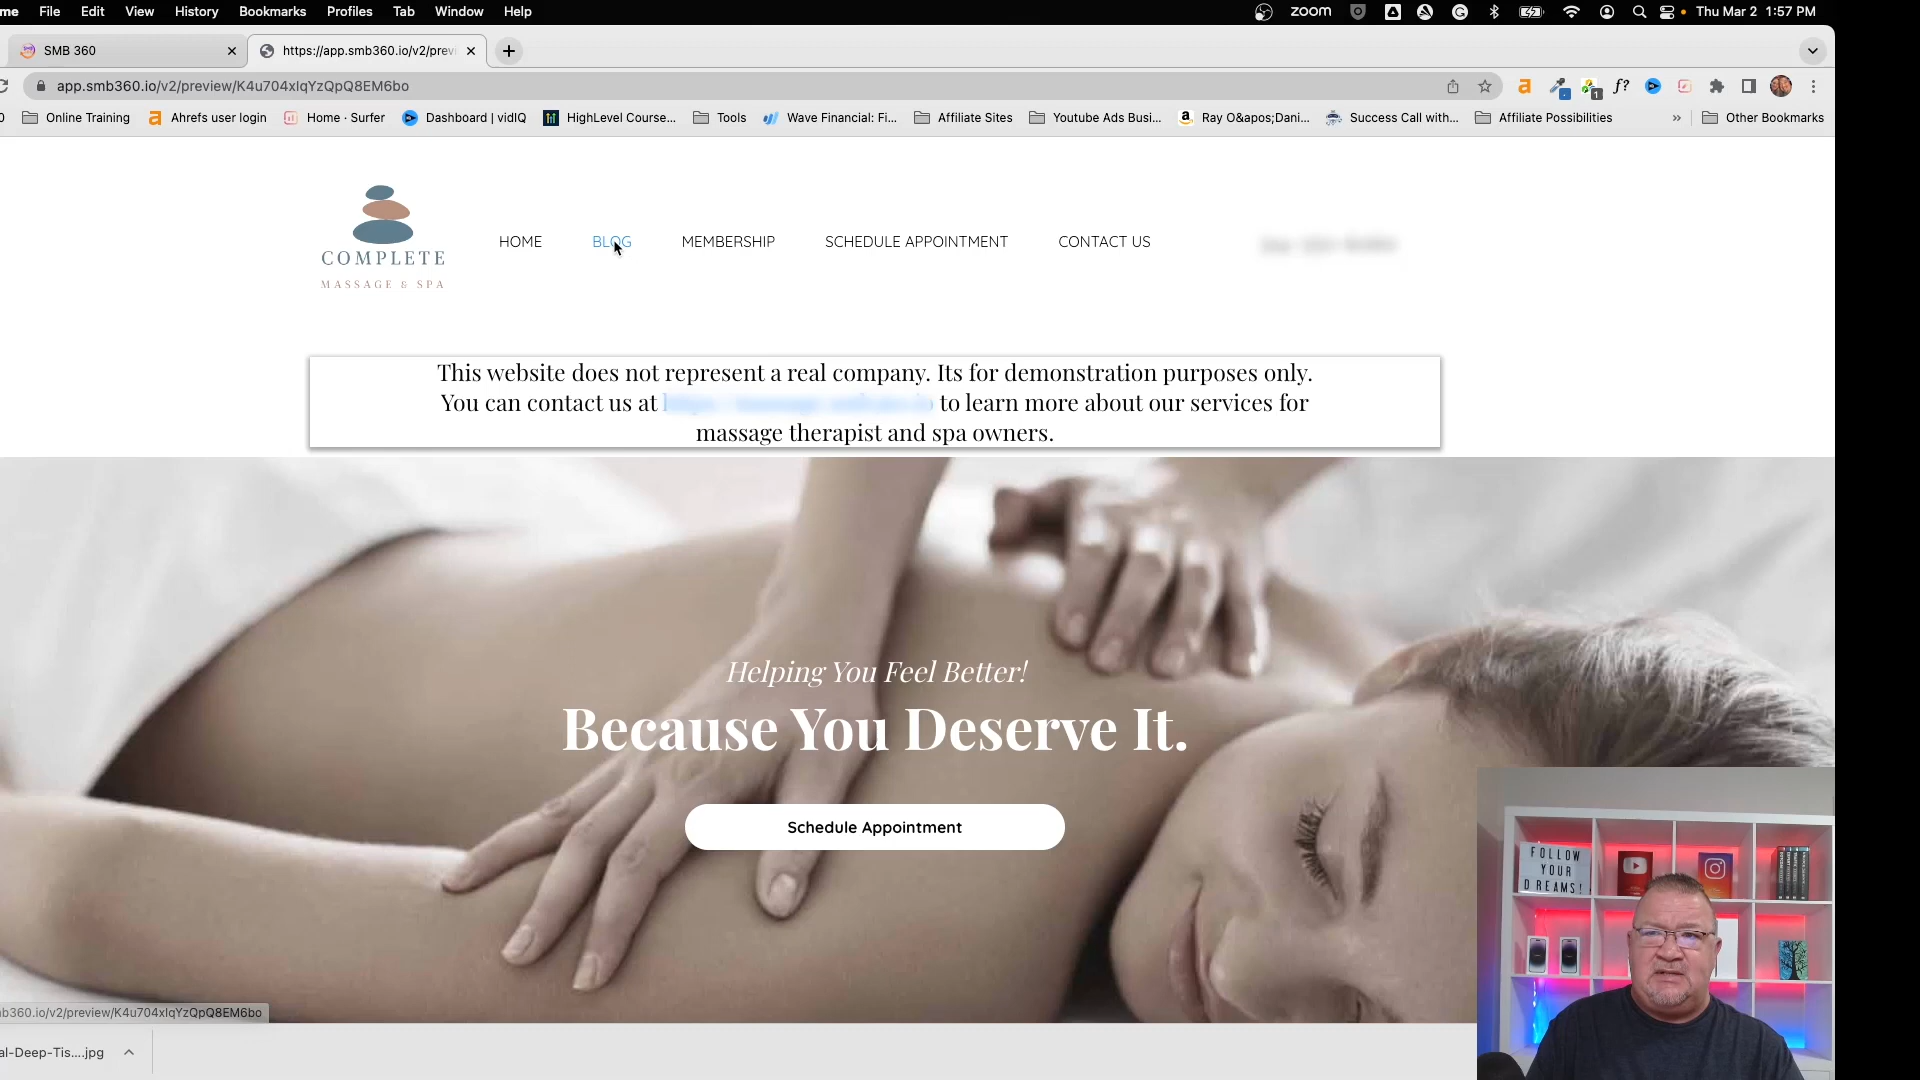 me File Edit View History Bookmarks Profiles Tab Window Help
zoom
Thu Mar 2 1:57 PM
SMB 360
https://app.smb360.io/v2/prev
app.smb360.io/v2/preview/K4u704xIqYzQpQ8EM6bo
f?
1
0 Online Training
Ahrefs user login
Home · Surfer
Dashboard | vidIQ
HighLevel Course...
Tools
Wave Financial: Fi...
Affiliate Sites
Youtube Ads Busi...
Ray O&apos;Dani...
Success Call with...
Affiliate Possibilities
»
Other Bookmarks
COMPLETE
MASSAGE & SPA
HOME
BLOG
MEMBERSHIP
SCHEDULE APPOINTMENT
CONTACT US
This website does not represent a real company. Its for demonstration purposes only.
You can contact us at to learn more about our services for
massage therapist and spa owners.
Helping You Feel Better!
Because You Deserve It.
Schedule Appointment
FOLLOW
YOUR
DREAMS!
b360.io/v2/preview/K4u704xIqYzQpQ8EM6bo
al-Deep-Tis....jpg